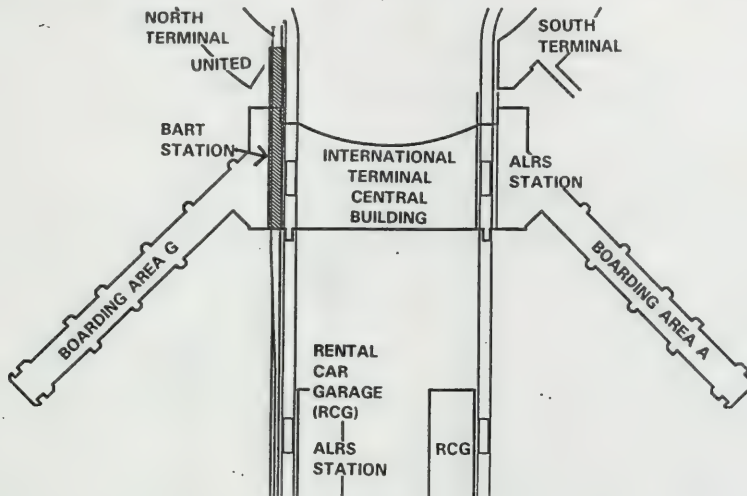 NORTH
TERMINAL
UNITED
SOUTH
TERMINAL
BART
STATION
INTERNATIONAL
TERMINAL
CENTRAL
BUILDING
ALRS
STATION
BOARDING AREA G
BOARDING AREA A
RENTAL
CAR
GARAGE
(RCG)
ALRS
STATION
RCG